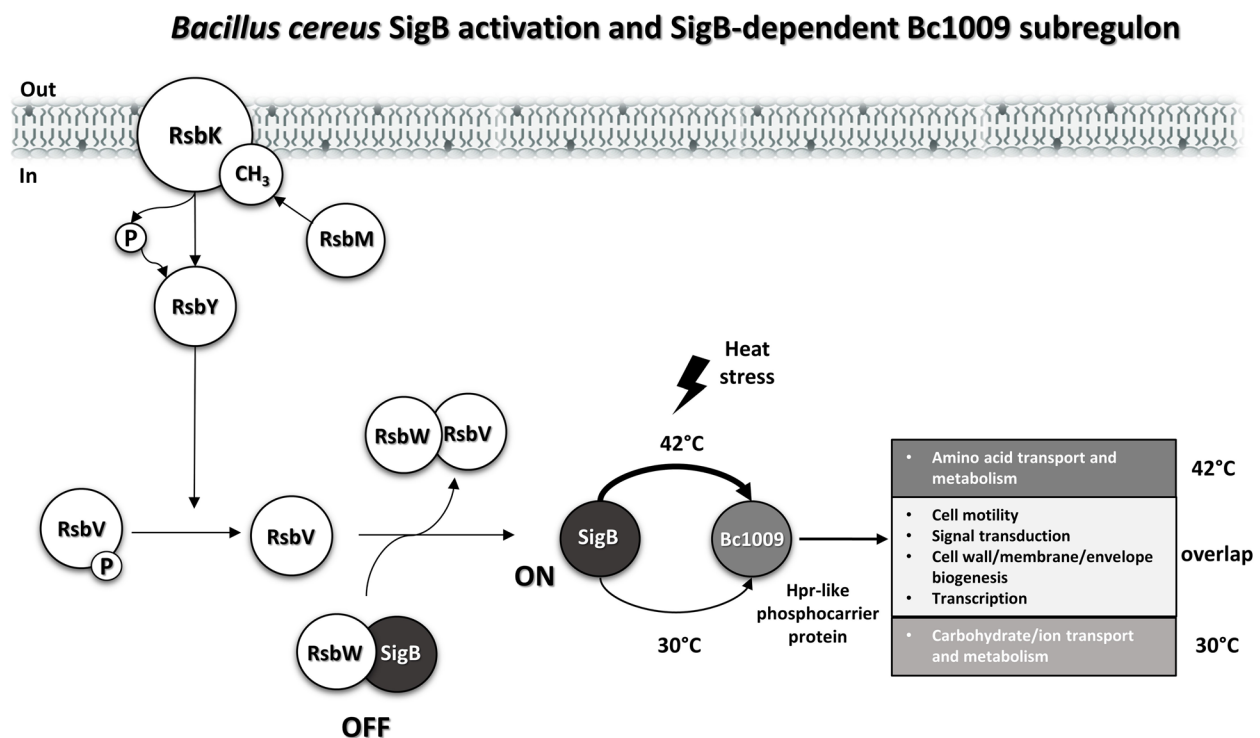 Bacillus cereus SigB activation and SigB-dependent Bc1009 subregulon
Out
RsbK
In
CH3
P
RsbM
RsbY
Heat
stress
RsbW
RsbV
42°C
RsbV
P
RsbV
SigB
ON
Bc1009
Hpr-like
phosphocarrier
protein
30°C
RsbW
SigB
OFF
• Amino acid transport and
metabolism
42°C
• Cell motility
• Signal transduction
• Cell wall/membrane/envelope
biogenesis
• Transcription
overlap
• Carbohydrate/ion transport
and metabolism
30°C